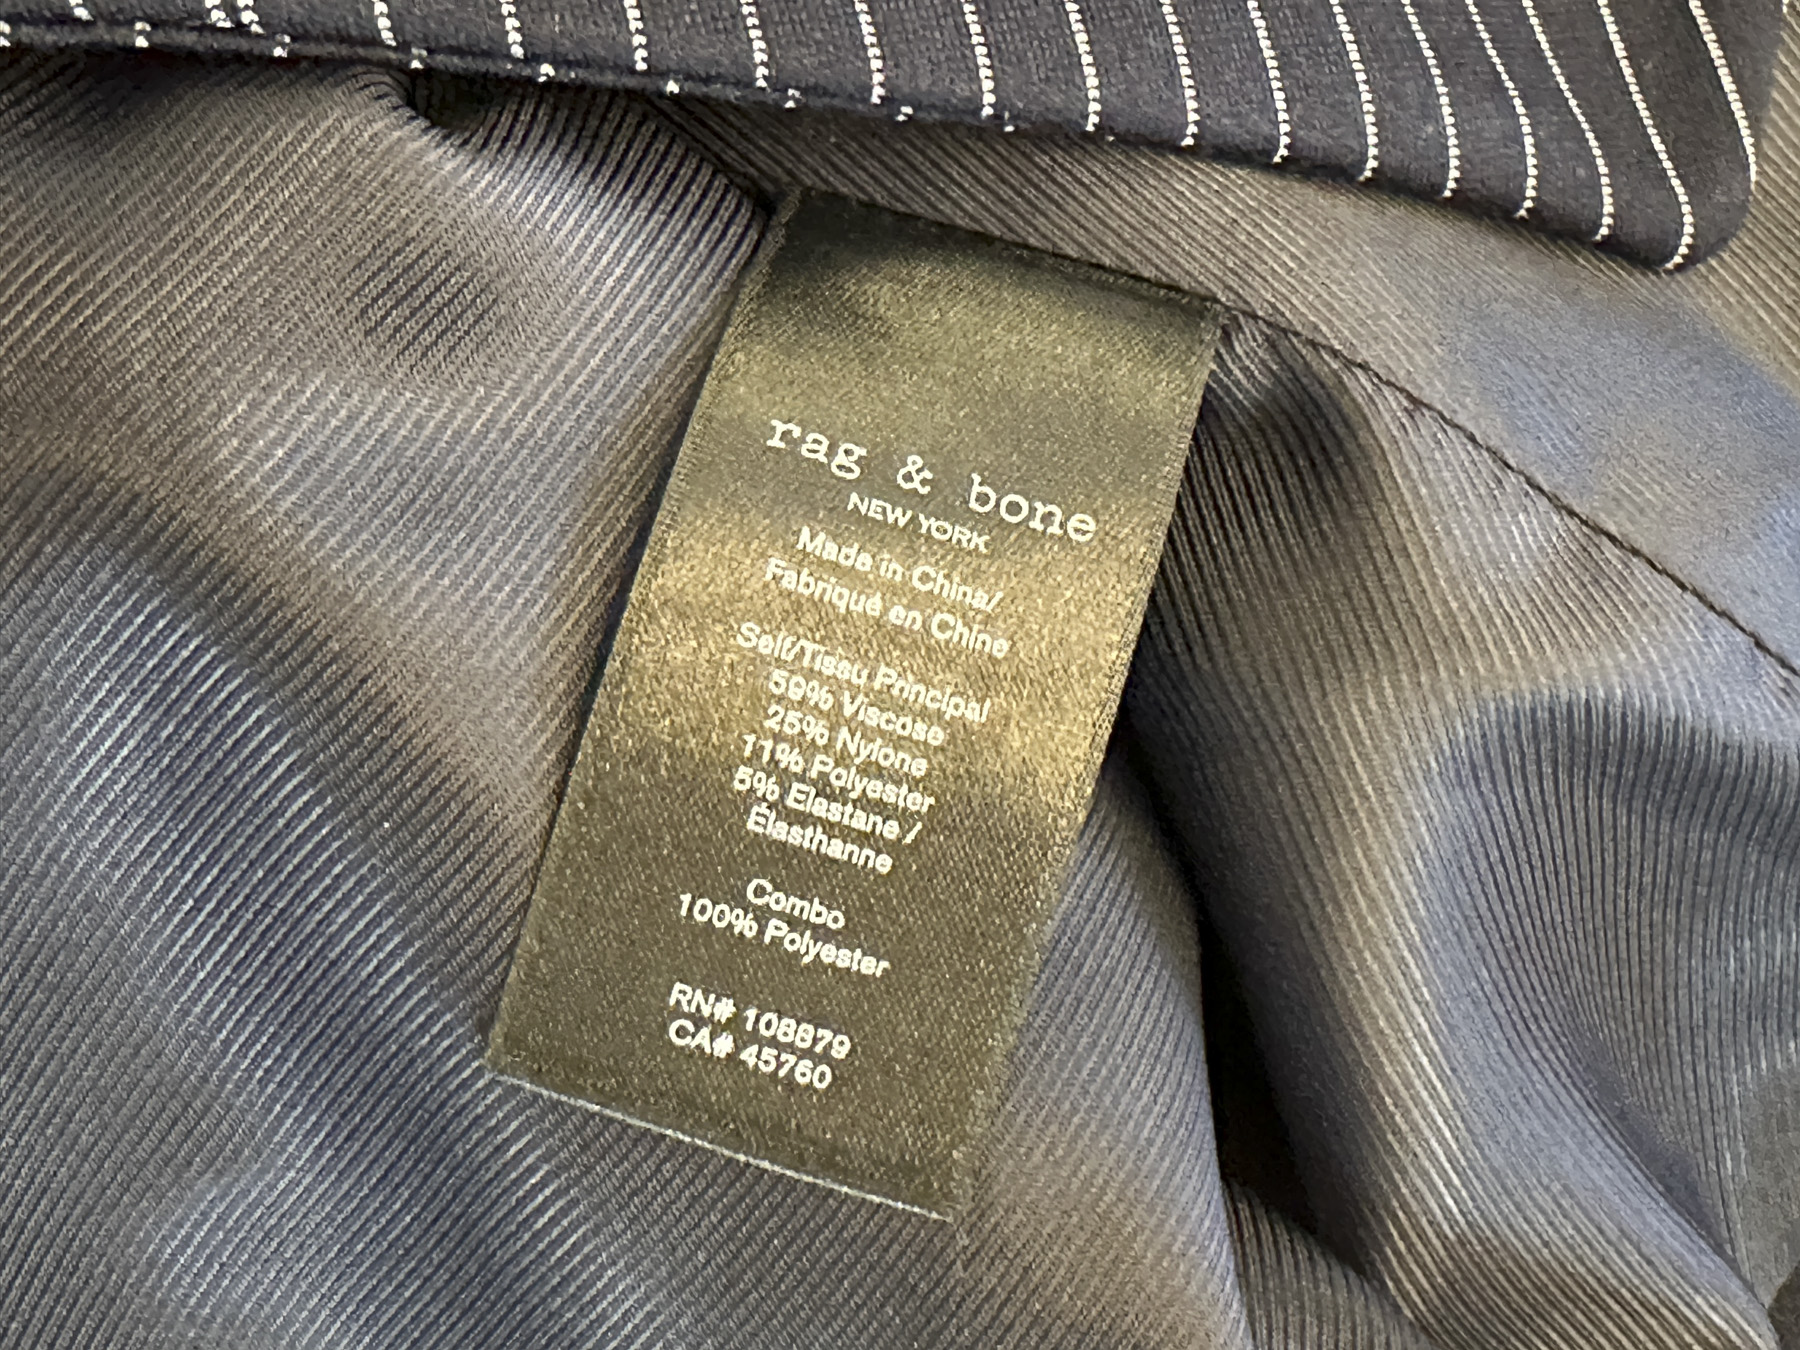 rag & bone
NEW YORK
Made in China/
Fabriqué en Chine
Self/Tissu Principal
59% Viscose
25% Nylone
11% Polyester
5% Elastane /
Élasthanne
Combo
100% Polyester
RN# 108879
CA# 45760